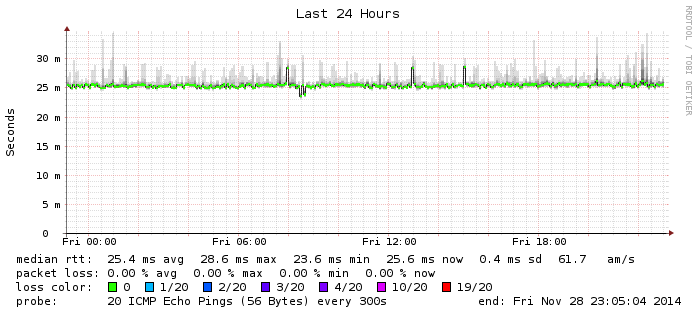 Last 24 Hours
RRDTOOL / TOBI OETIKER
Seconds
30 m
25 m
20 m
15 m
10 m
5 m
0
Fri 00:00 Fri 06:00 Fri 12:00 Fri 18:00
median rtt: 25.4 ms avg 28.6 ms max 23.6 ms min 25.6 ms now 0.4 ms sd 61.7 am/s
packet loss: 0.00 % avg 0.00 % max 0.00 % min 0.00 % now
loss color: 0 1/20 2/20 3/20 4/20 10/20 19/20
probe: 20 ICMP Echo Pings (56 Bytes) every 300s end: Fri Nov 28 23:05:04 2014